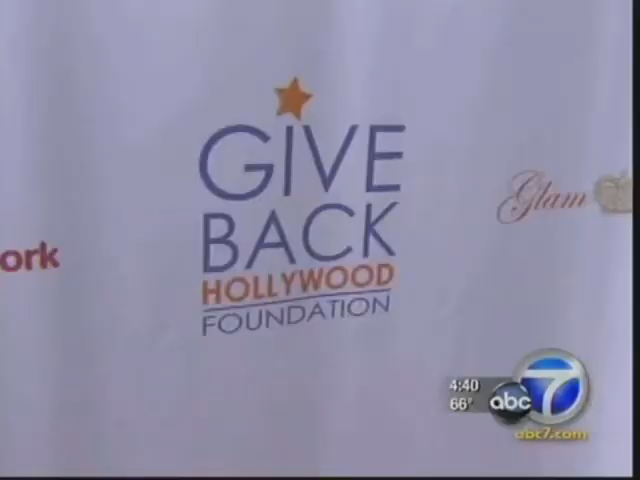 GIVE
BACK
HOLLYWOOD
FOUNDATION
Glam
ork
4:40
66°
abc 7
abc7.com